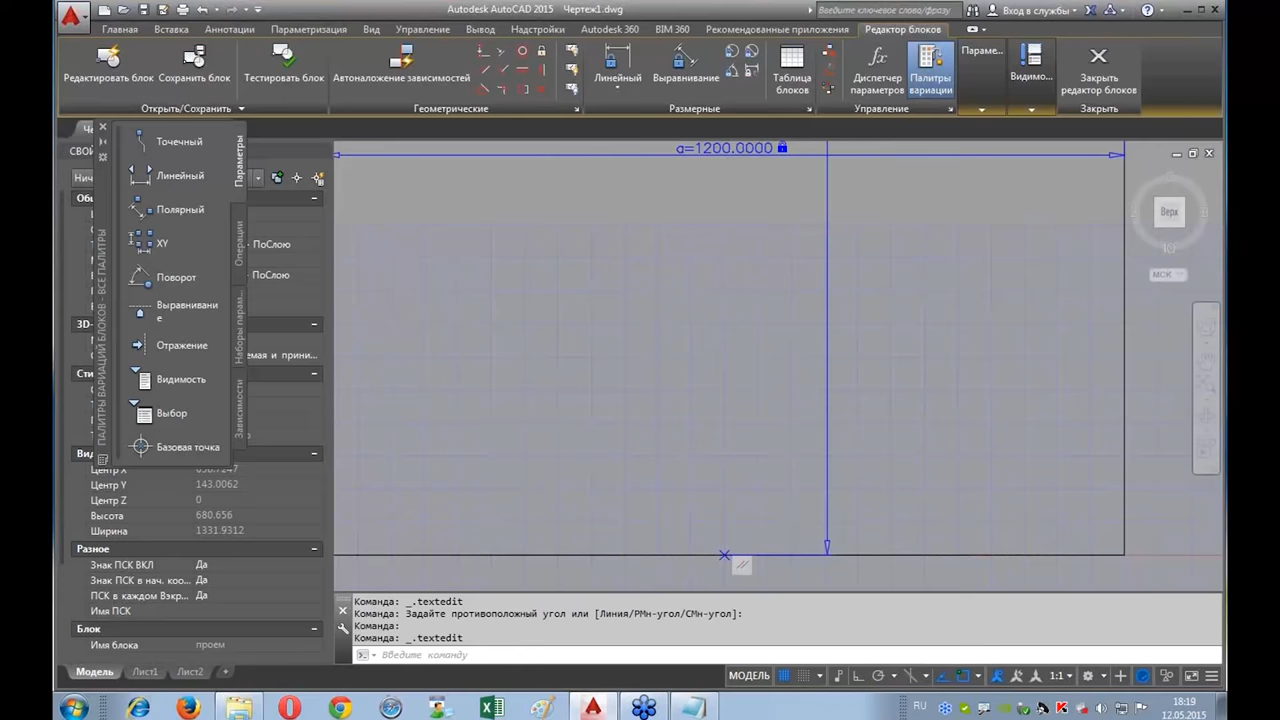 Autodesk AutoCAD 2015 Чертеж1.dwg
Введите ключевое слово/фразу
Вход в службы
Главная Вставка Аннотации Параметризация Вид Управление Вывод Надстройки Autodesk 360 BIM 360 Рекомендованные приложения Редактор блоков
Редактировать блок Сохранить блок Тестировать блок Автоналожение зависимостей Линейный Выравнивание Таблица блоков Диспетчер параметров Палитры вариации Параме... Видимо... Закрыть редактор блоков
Открыть/Сохранить Геометрические Размерные Управление Закрыть
Че
СВОЙ
Нич
Общ
ПоСлою
ПоСлою
3D-
емая и прини...
Сти
Вид
ПАЛИТРЫ ВАРИАЦИЙ БЛОКОВ - ВСЕ ПАЛИТРЫ
Точечный
Линейный
Полярный
XY
Поворот
Выравнивание
Отражение
Видимость
Выбор
Базовая точка
Параметры
Операции
Наборы парам...
Зависимости
a=1200.0000
Верх
МСК
Центр X
Центр Y 143.0062
Центр Z 0
Высота 680.656
Ширина 1331.9312
Разное
Знак ПСК ВКЛ Да
Знак ПСК в нач. коо... Да
ПСК в каждом Вэкр... Да
Имя ПСК
Блок
Имя блока проем
Команда: _.textedit
Команда: Задайте противоположный угол или [Линия/РМн-угол/СМн-угол]:
Команда:
Команда: _.textedit
Введите команду
Модель Лист1 Лист2 +
МОДЕЛЬ
1:1
RU
18:19
12.05.2015